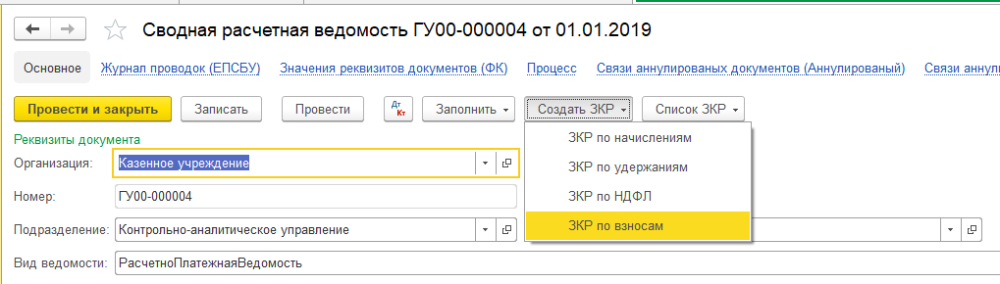 Сводная расчетная ведомость ГУ00-000004 от 01.01.2019
Основное Журнал проводок (ЕПСБУ) Значения реквизитов документов (ФК) Процесс Связи аннулированых документов (Аннулированый) Связи аннули
Провести и закрыть Записать Провести Дт Кт Заполнить Создать ЗКР Список ЗКР
Реквизиты документа
ЗКР по начислениям
Организация: Казенное учреждение
ЗКР по удержаниям
Номер: ГУ00-000004
ЗКР по НДФЛ
Подразделение: Контрольно-аналитическое управление
ЗКР по взносам
Вид ведомости: РасчетноПлатежнаяВедомость